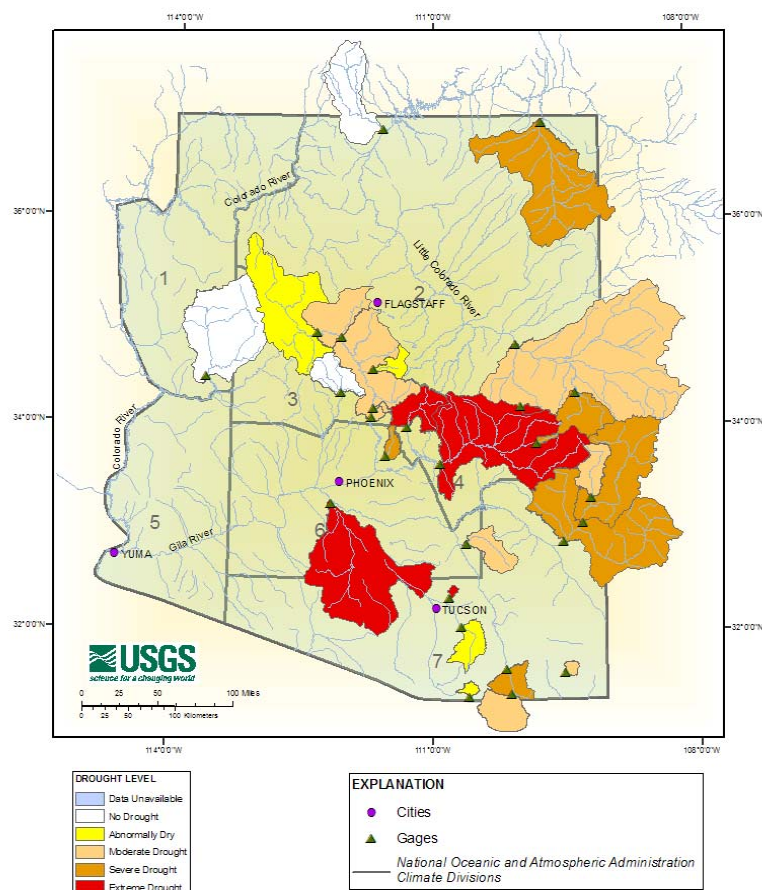 114°0'0"W 111°0'0"W 108°0'0"W
36°0'0"N 36°0'0"N
Colorado River
1
Little Colorado River
2
FLAGSTAFF
3
34°0'0"N 34°0'0"N
Colorado River
PHOENIX
4
5
6
Gila River
YUMA
32°0'0"N 32°0'0"N
TUCSON
7
USGS
science for a changing world
0 25 50 100 Miles
0 25 50 100 Kilometers
114°0'0"W 111°0'0"W 108°0'0"W
DROUGHT LEVEL
Data Unavailable
No Drought
Abnormally Dry
Moderate Drought
Severe Drought
Extreme Drought
EXPLANATION
Cities
Gages
National Oceanic and Atmospheric Administration
Climate Divisions